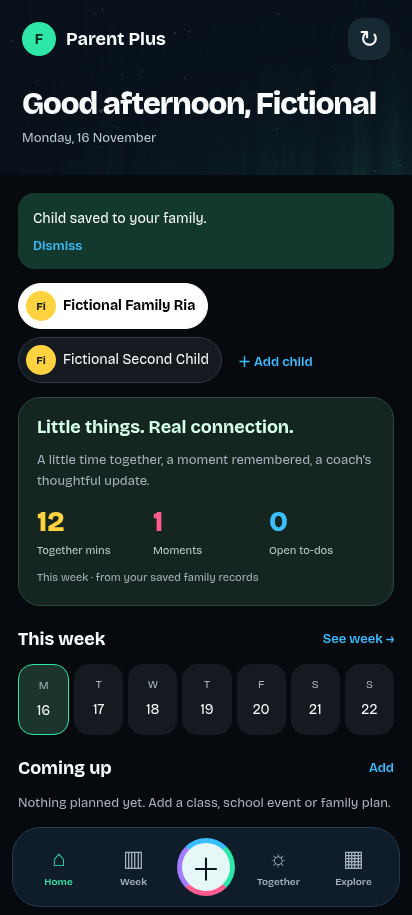 F Parent Plus ↻
Good afternoon, Fictional
Monday, 16 November
Child saved to your family.
Dismiss
Fi Fictional Family Ria
Fi Fictional Second Child + Add child
Little things. Real connection.
A little time together, a moment remembered, a coach’s
thoughtful update.
12 1 0
Together mins Moments Open to-dos
This week · from your saved family records
This week See week →
M T W T F S S
16 17 18 19 20 21 22
Coming up Add
Nothing planned yet. Add a class, school event or family plan.
Home Week + Together Explore